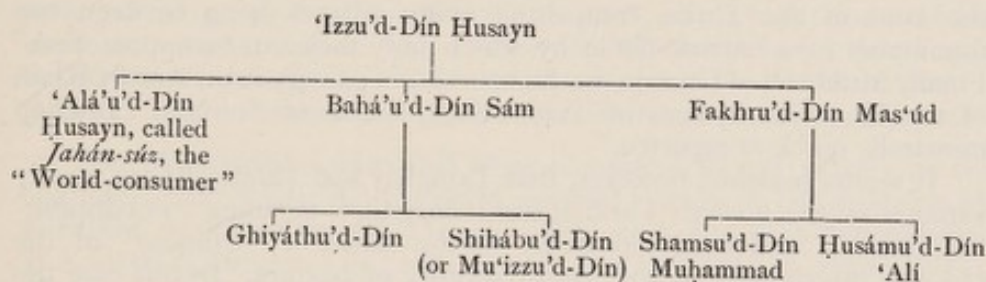 ‘Izzu’d-Dín Ḥusayn
‘Alá’u’d-Dín
Ḥusayn, called
Jahán-súz, the
“World-consumer”
Bahá’u’d-Dín Sám
Fakhru’d-Dín Mas‘úd
Ghiyáthu’d-Dín
Shihábu’d-Dín
(or Mu‘izzu’d-Dín)
Shamsu’d-Dín
Muḥammad
Ḥusámu’d-Dín
‘Alí